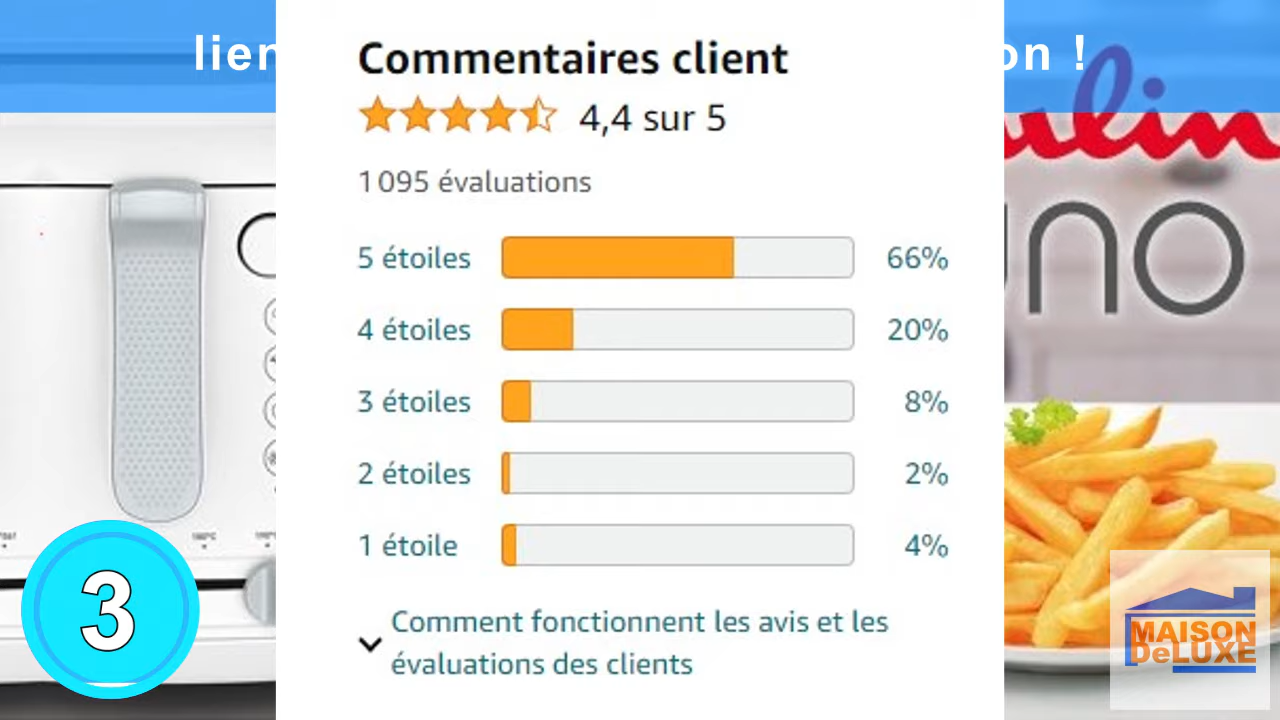 lien
on !
Commentaires client
4,4 sur 5
1 095 évaluations
5 étoiles 66%
4 étoiles 20%
3 étoiles 8%
2 étoiles 2%
1 étoile 4%
Comment fonctionnent les avis et les
évaluations des clients
ulin
uno
3
MAISON
DeLUXE